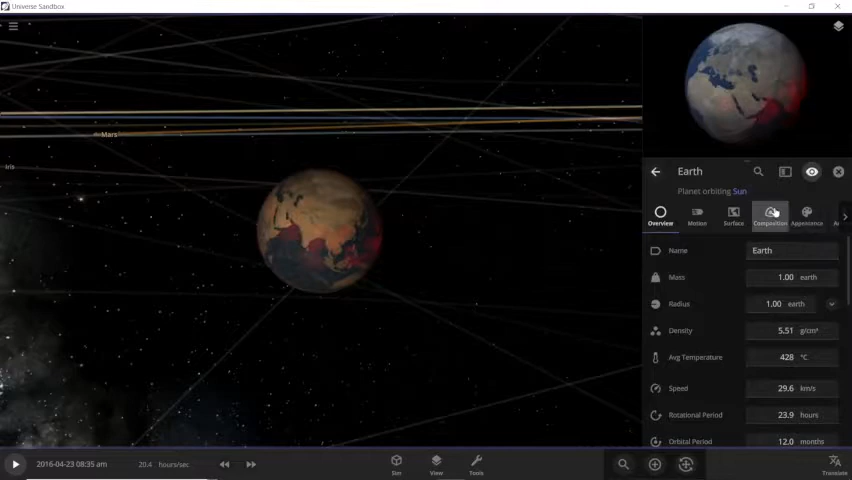 Universe Sandbox
Mars
Iris
Earth
Planet orbiting Sun
Overview
Motion
Surface
Composition
Appearance
Name
Earth
Mass
1.00 earth
Radius
1.00 earth
Density
5.51 g/cm³
Avg Temperature
428 °C
Speed
29.6 km/s
Rotational Period
23.9 hours
Orbital Period
12.0 months
2016-04-23 08:35 am
20.4 hours/sec
Sim
View
Tools
Translate